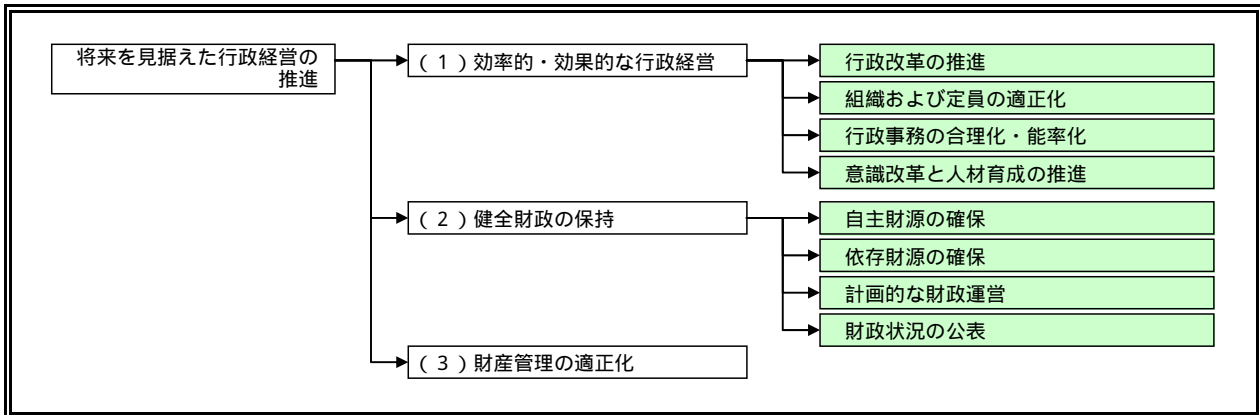 将来を見据えた行政経営の
推進
(1)効率的・効果的な行政経営
行政改革の推進
組織および定員の適正化
行政事務の合理化・能率化
意識改革と人材育成の推進
(2)健全財政の保持
自主財源の確保
依存財源の確保
計画的な財政運営
財政状況の公表
(3)財産管理の適正化